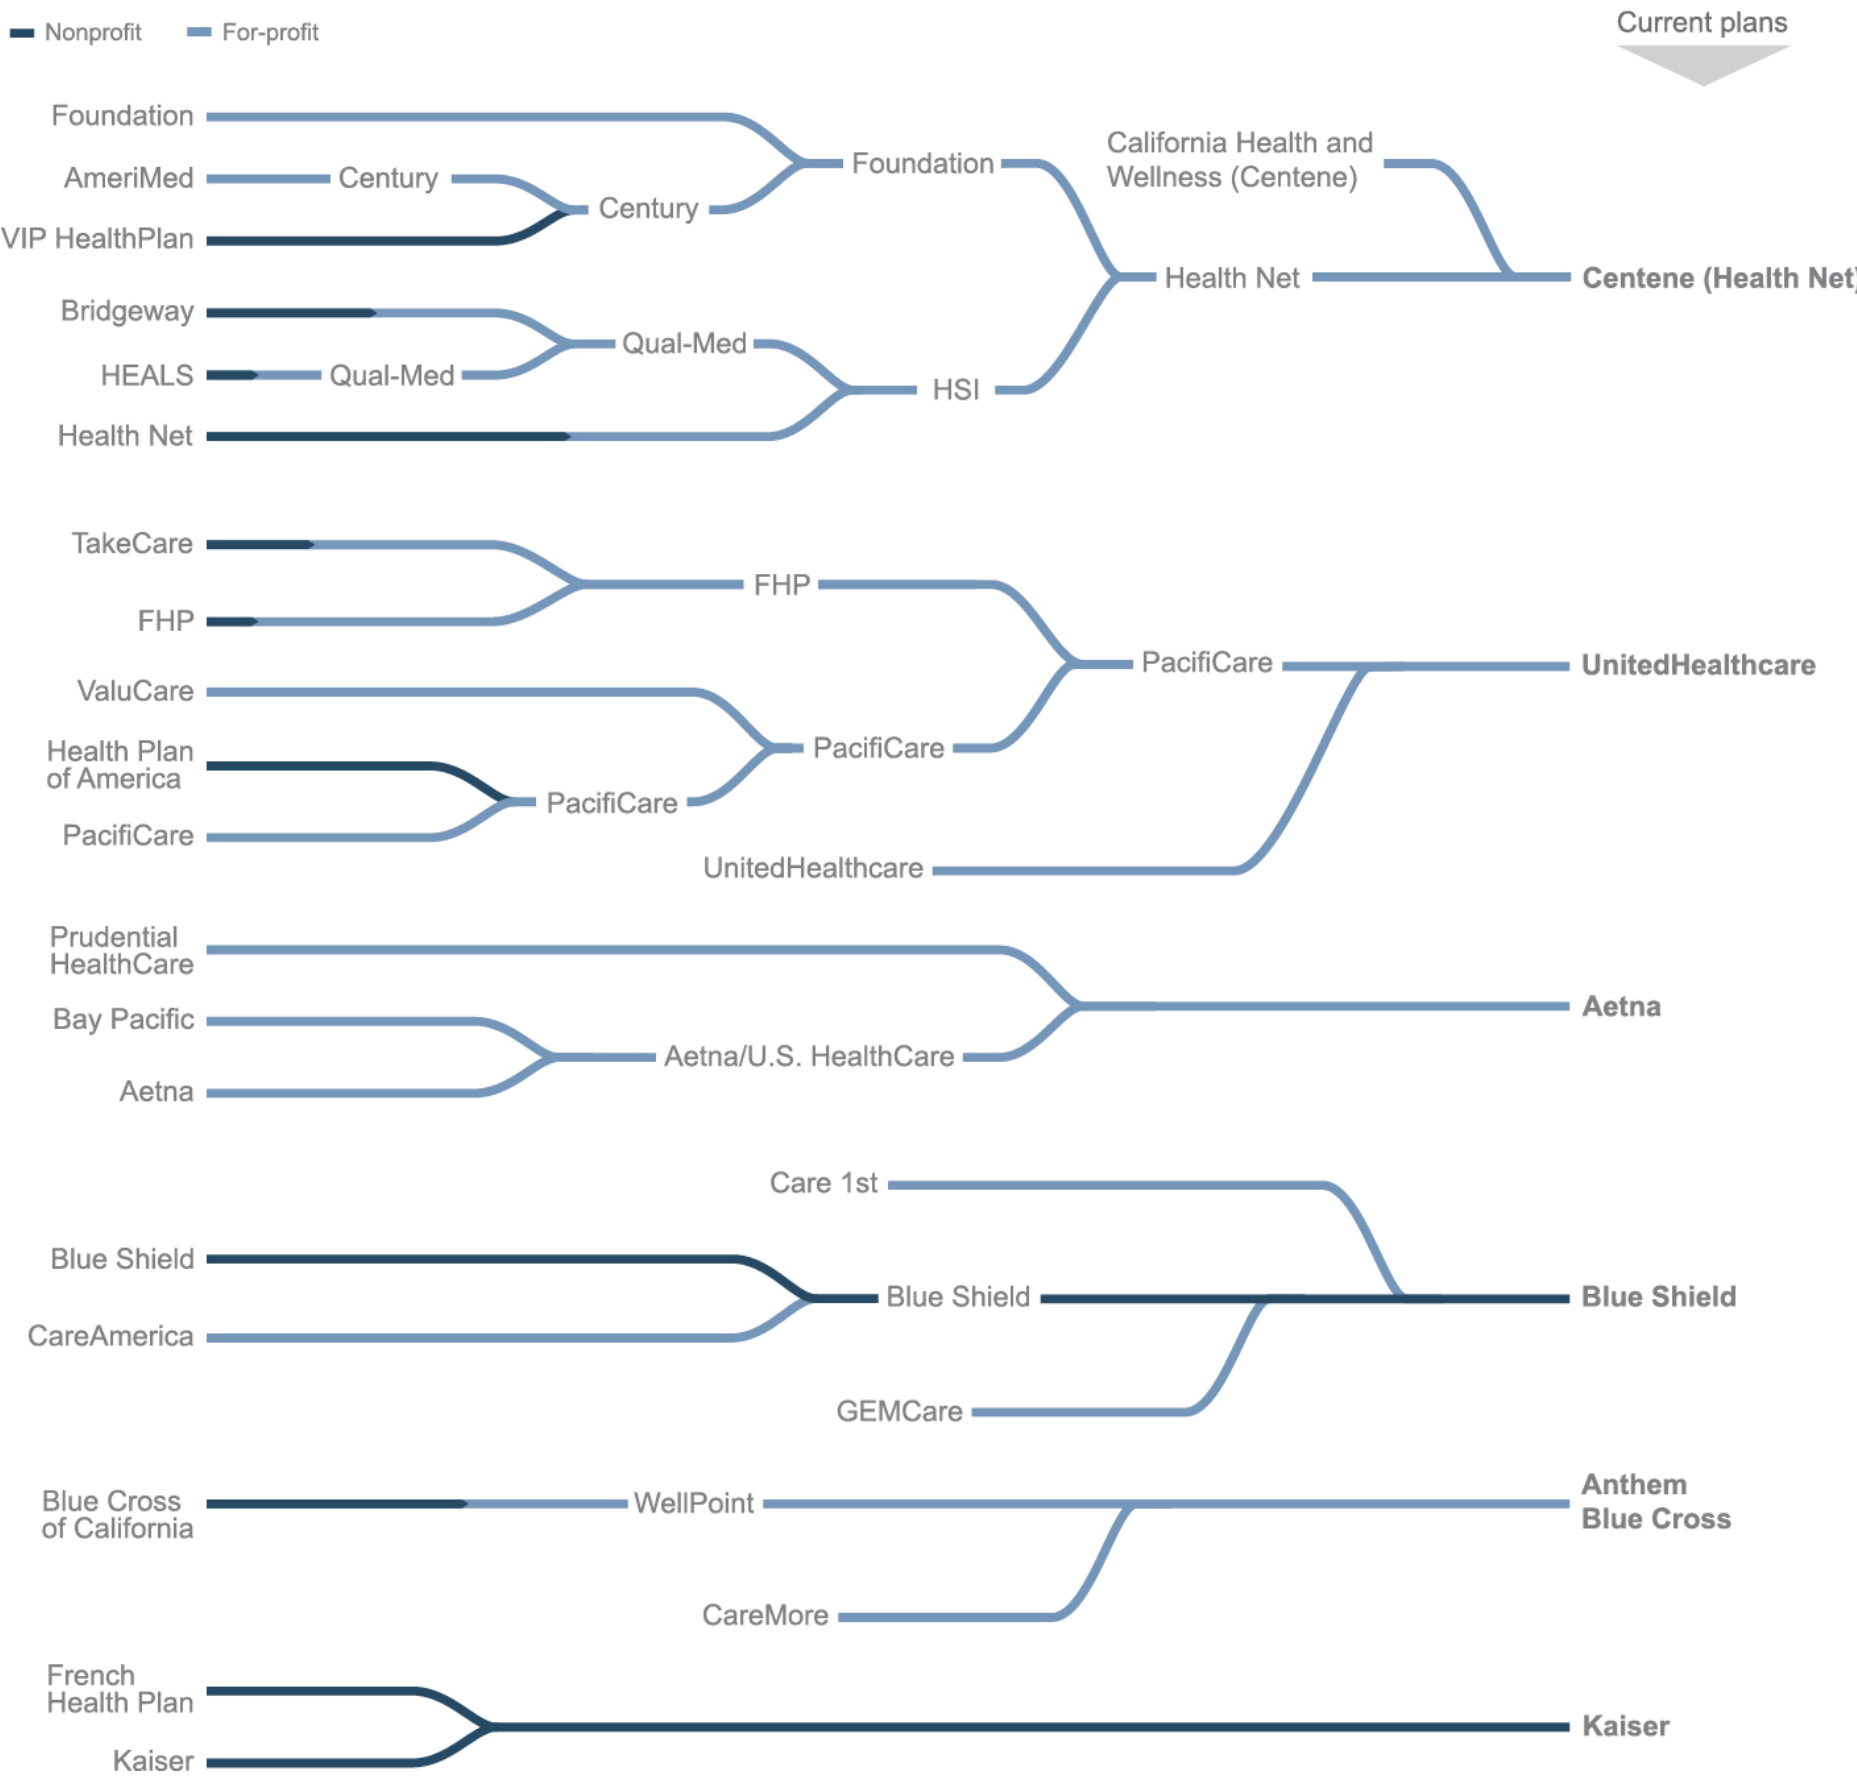 Nonprofit
For-profit
Current plans
Foundation
AmeriMed
Century
VIP HealthPlan
Century
Foundation
California Health and
Wellness (Centene)
Bridgeway
HEALS
Qual-Med
Qual-Med
Health Net
HSI
Health Net
Centene (Health Net)
TakeCare
FHP
FHP
ValuCare
Health Plan
of America
PacifiCare
PacifiCare
PacifiCare
PacifiCare
UnitedHealthcare
UnitedHealthcare
Prudential
HealthCare
Bay Pacific
Aetna
Aetna/U.S. HealthCare
Aetna
Care 1st
Blue Shield
CareAmerica
Blue Shield
GEMCare
Blue Shield
Blue Cross
of California
WellPoint
CareMore
Anthem
Blue Cross
French
Health Plan
Kaiser
Kaiser